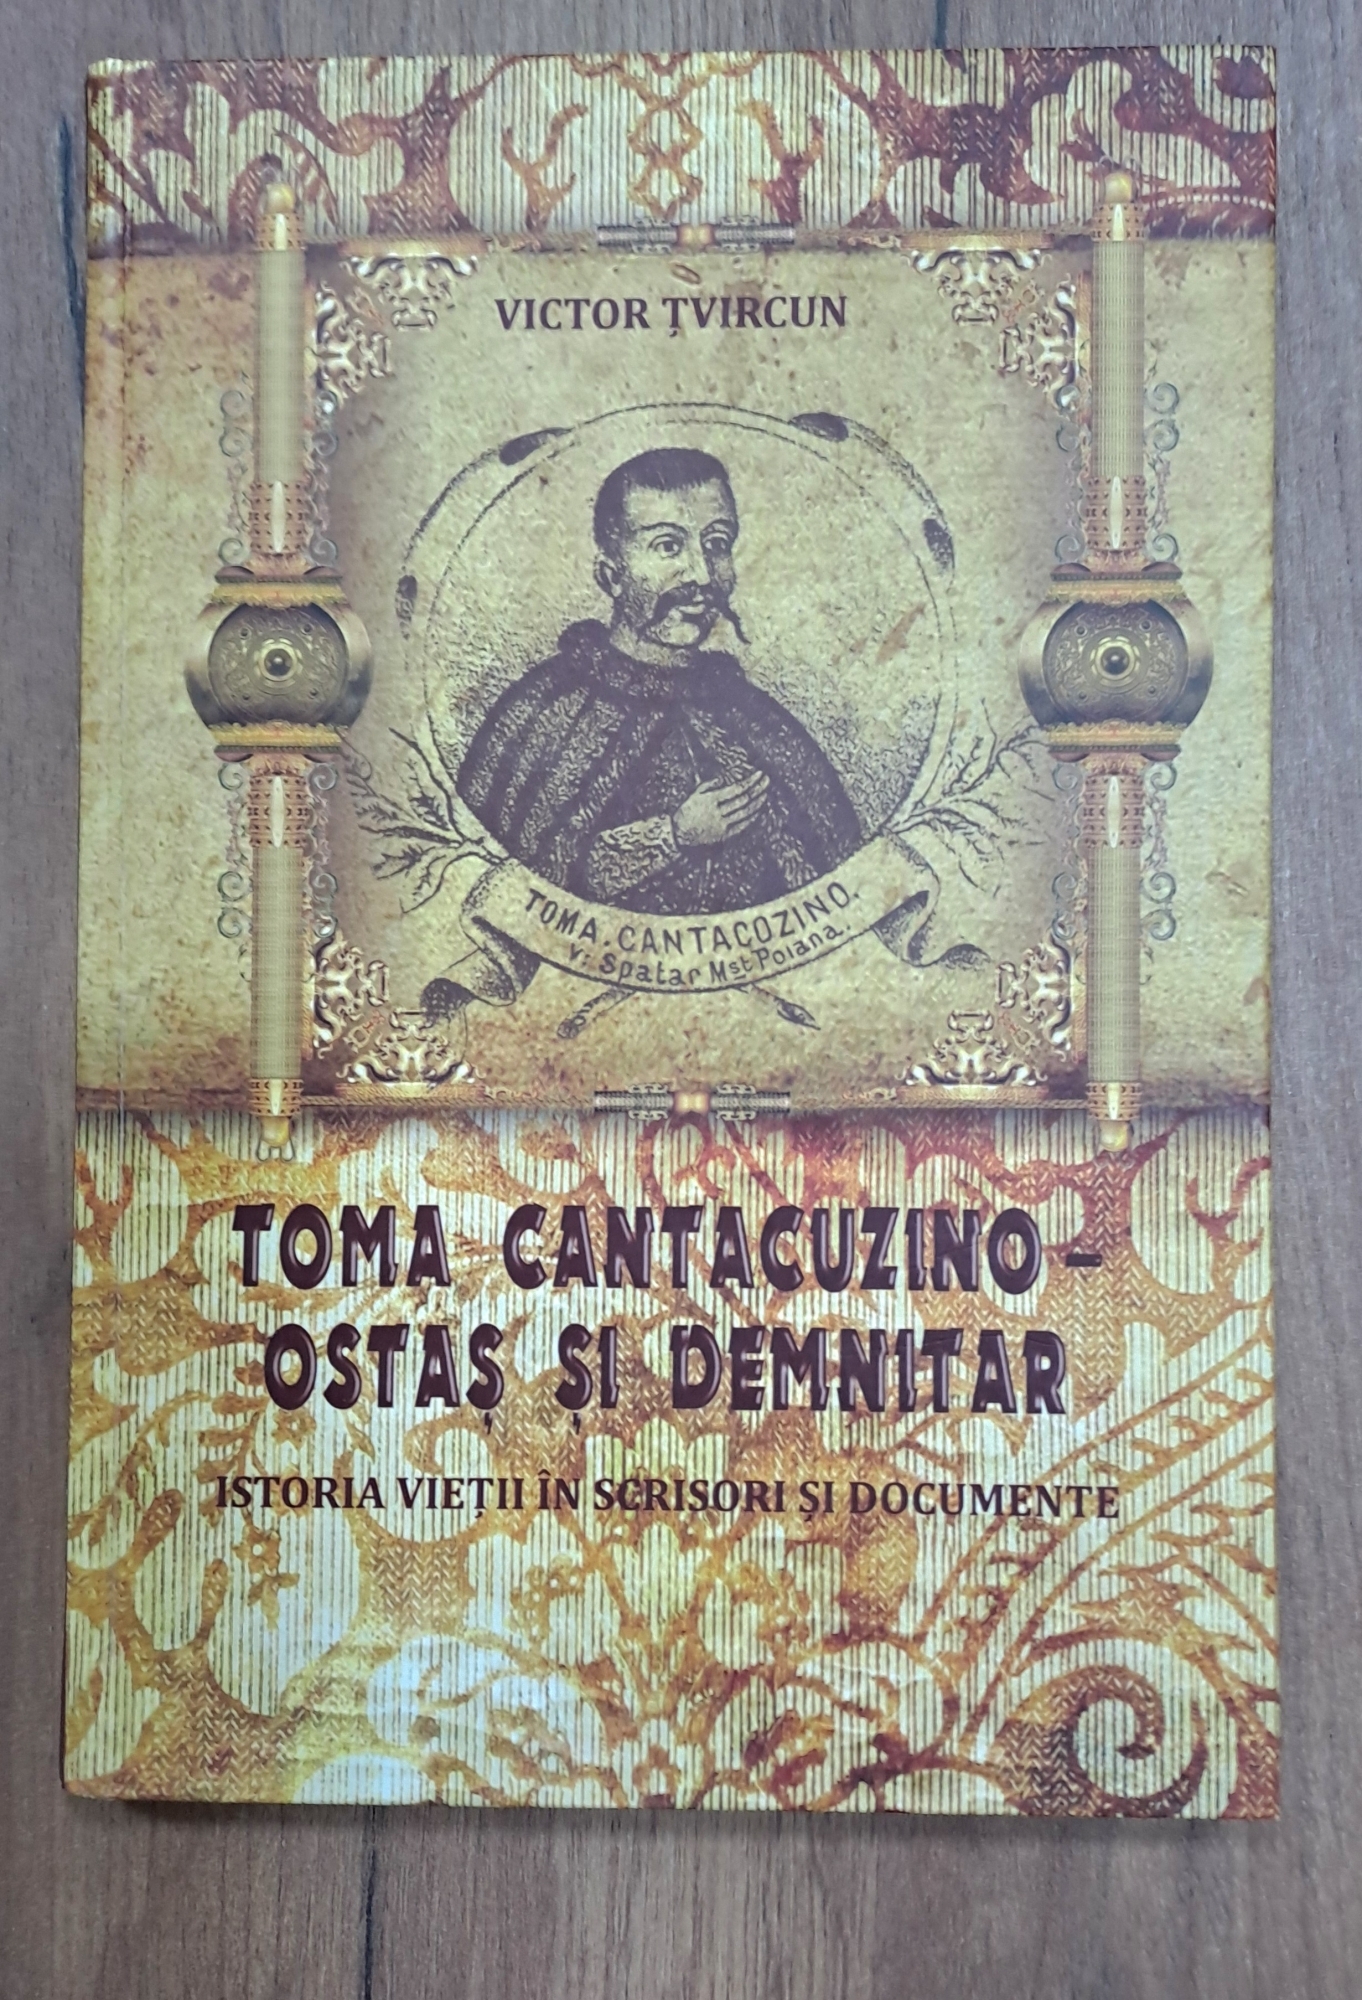 VICTOR ȚVIRCUN
TOMA. CANTACOZINO.
V: Spatar Mst Poiana.
TOMA CANTACUZINO –
OSTAȘ ȘI DEMNITAR
ISTORIA VIEȚII ÎN SCRISORI ȘI DOCUMENTE